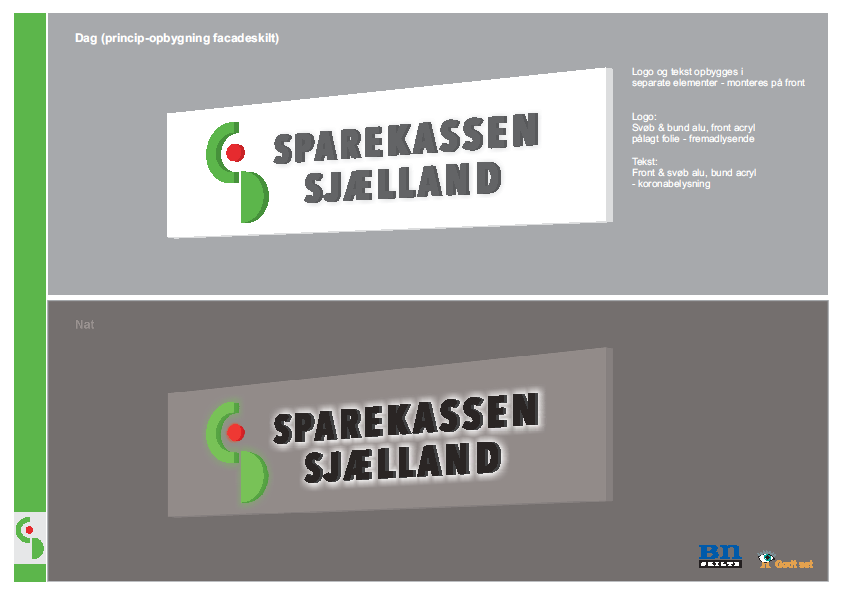 Dag (princip-opbygning facadeskilt)
SPAREKASSEN
SJÆLLAND
Logo og tekst opbygges i
separate elementer - monteres på front
Logo:
Svøb & bund alu, front acryl
pålagt folie - fremadlysende
Tekst:
Front & svøb alu, bund acryl
- koronabelysning
Nat
SPAREKASSEN
SJÆLLAND
BN
SKILTE
Godt set